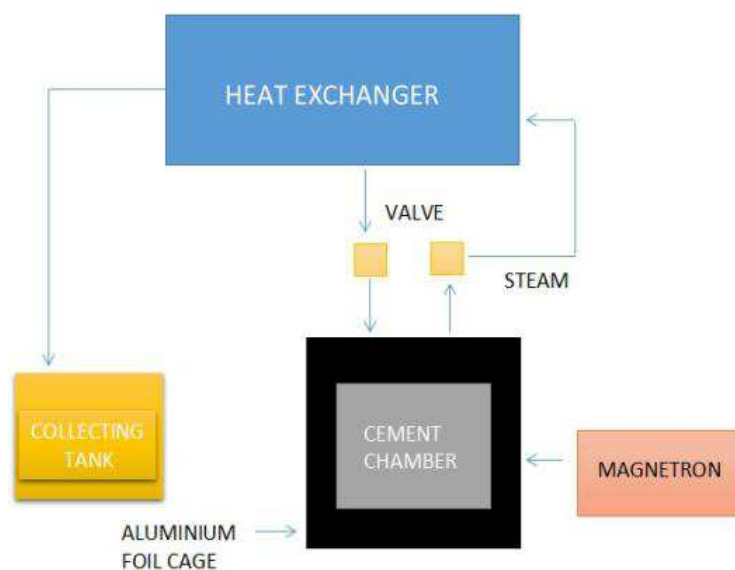 HEAT EXCHANGER
VALVE
STEAM
COLLECTING
TANK
CEMENT
CHAMBER
MAGNETRON
ALUMINIUM
FOIL CAGE